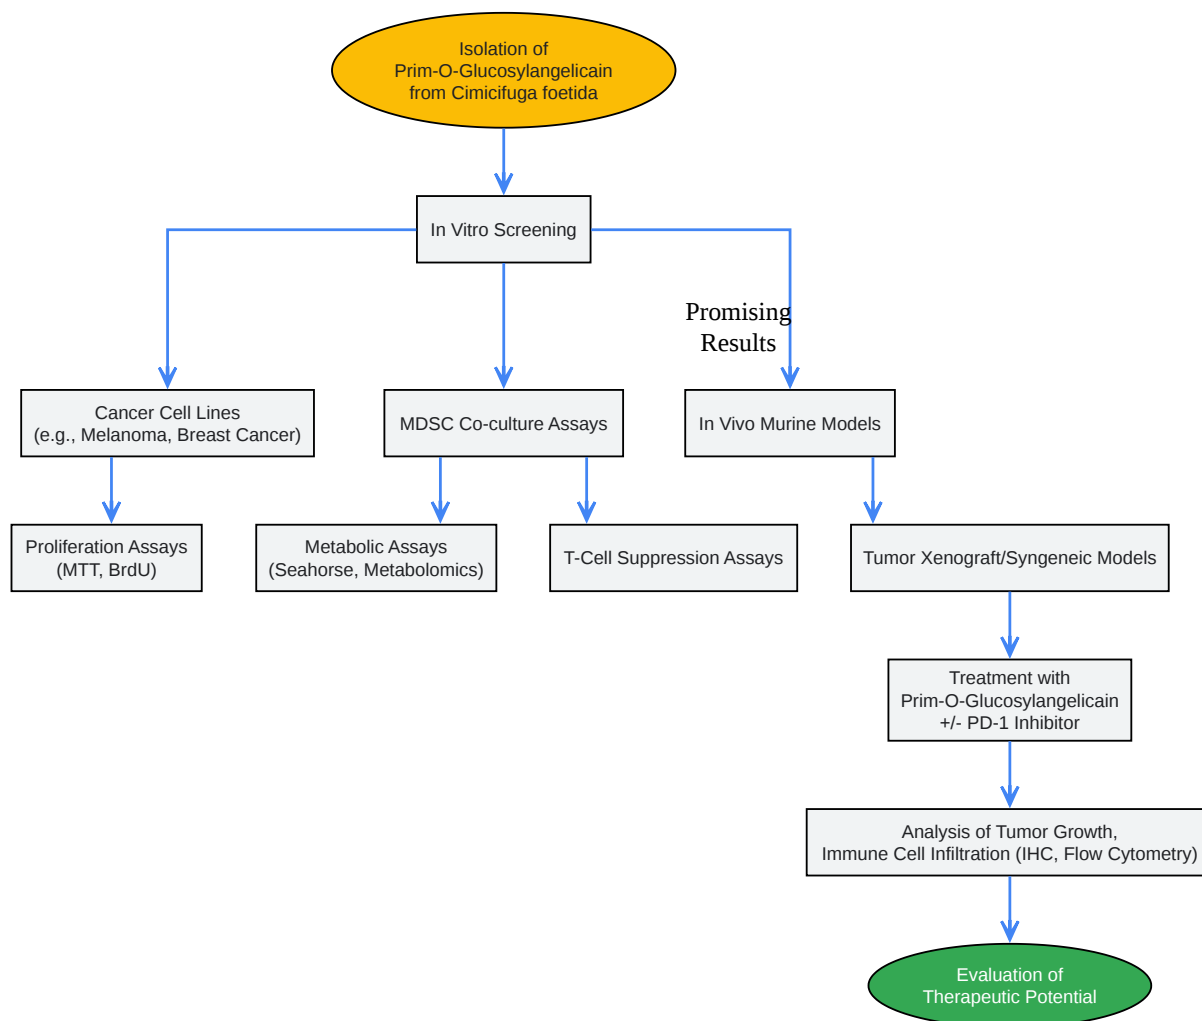 Isolation of
Prim-O-Glucosylangelicain
from Cimicifuga foetida
In Vitro Screening
Promising
Results
Cancer Cell Lines
(e.g., Melanoma, Breast Cancer)
MDSC Co-culture Assays
In Vivo Murine Models
Proliferation Assays
(MTT, BrdU)
Metabolic Assays
(Seahorse, Metabolomics)
T-Cell Suppression Assays
Tumor Xenograft/Syngeneic Models
Treatment with
Prim-O-Glucosylangelicain
+/- PD-1 Inhibitor
Analysis of Tumor Growth,
Immune Cell Infiltration (IHC, Flow Cytometry)
Evaluation of
Therapeutic Potential